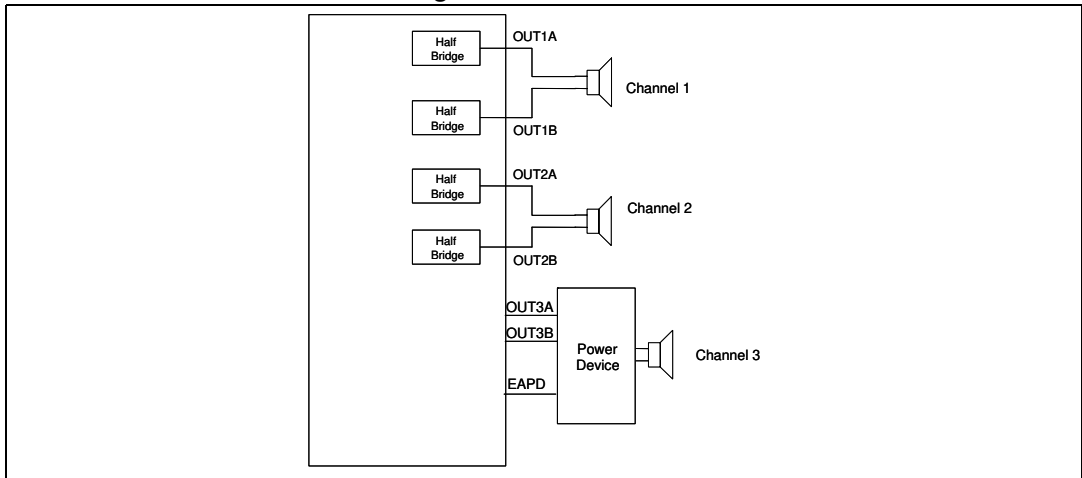 Half
Bridge
OUT1A
Channel 1
Half
Bridge
OUT1B
Half
Bridge
OUT2A
Channel 2
Half
Bridge
OUT2B
OUT3A
OUT3B
Power
Device
Channel 3
EAPD